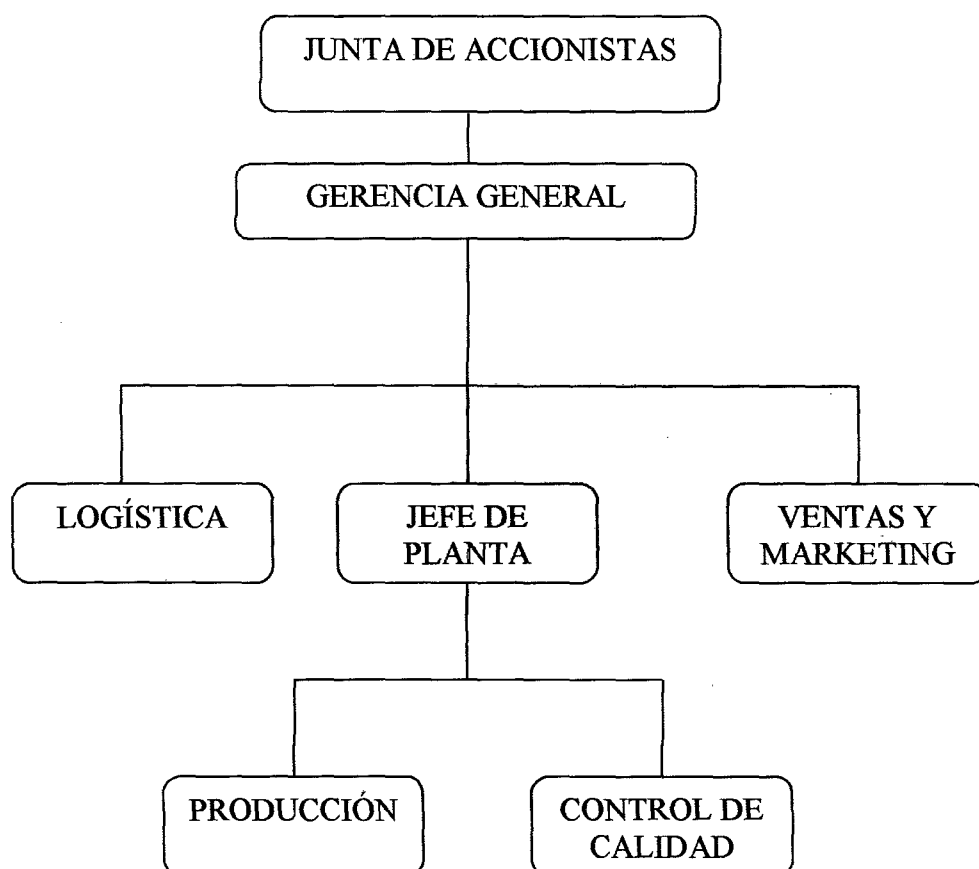 JUNTA DE ACCIONISTAS
GERENCIA GENERAL
LOGÍSTICA
JEFE DE
PLANTA
VENTAS Y
MARKETING
PRODUCCIÓN
CONTROL DE
CALIDAD